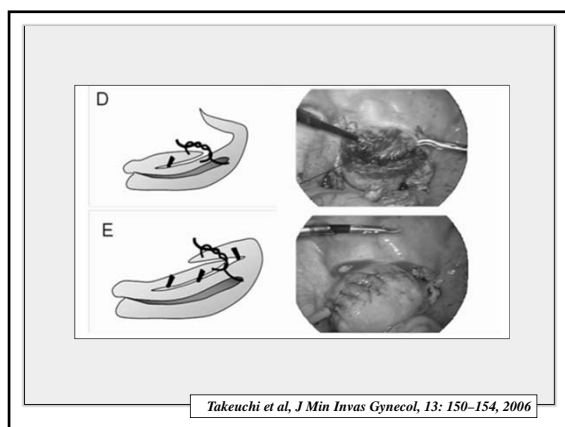 D
E
Takeuchi et al, J Min Invas Gynecol, 13: 150–154, 2006